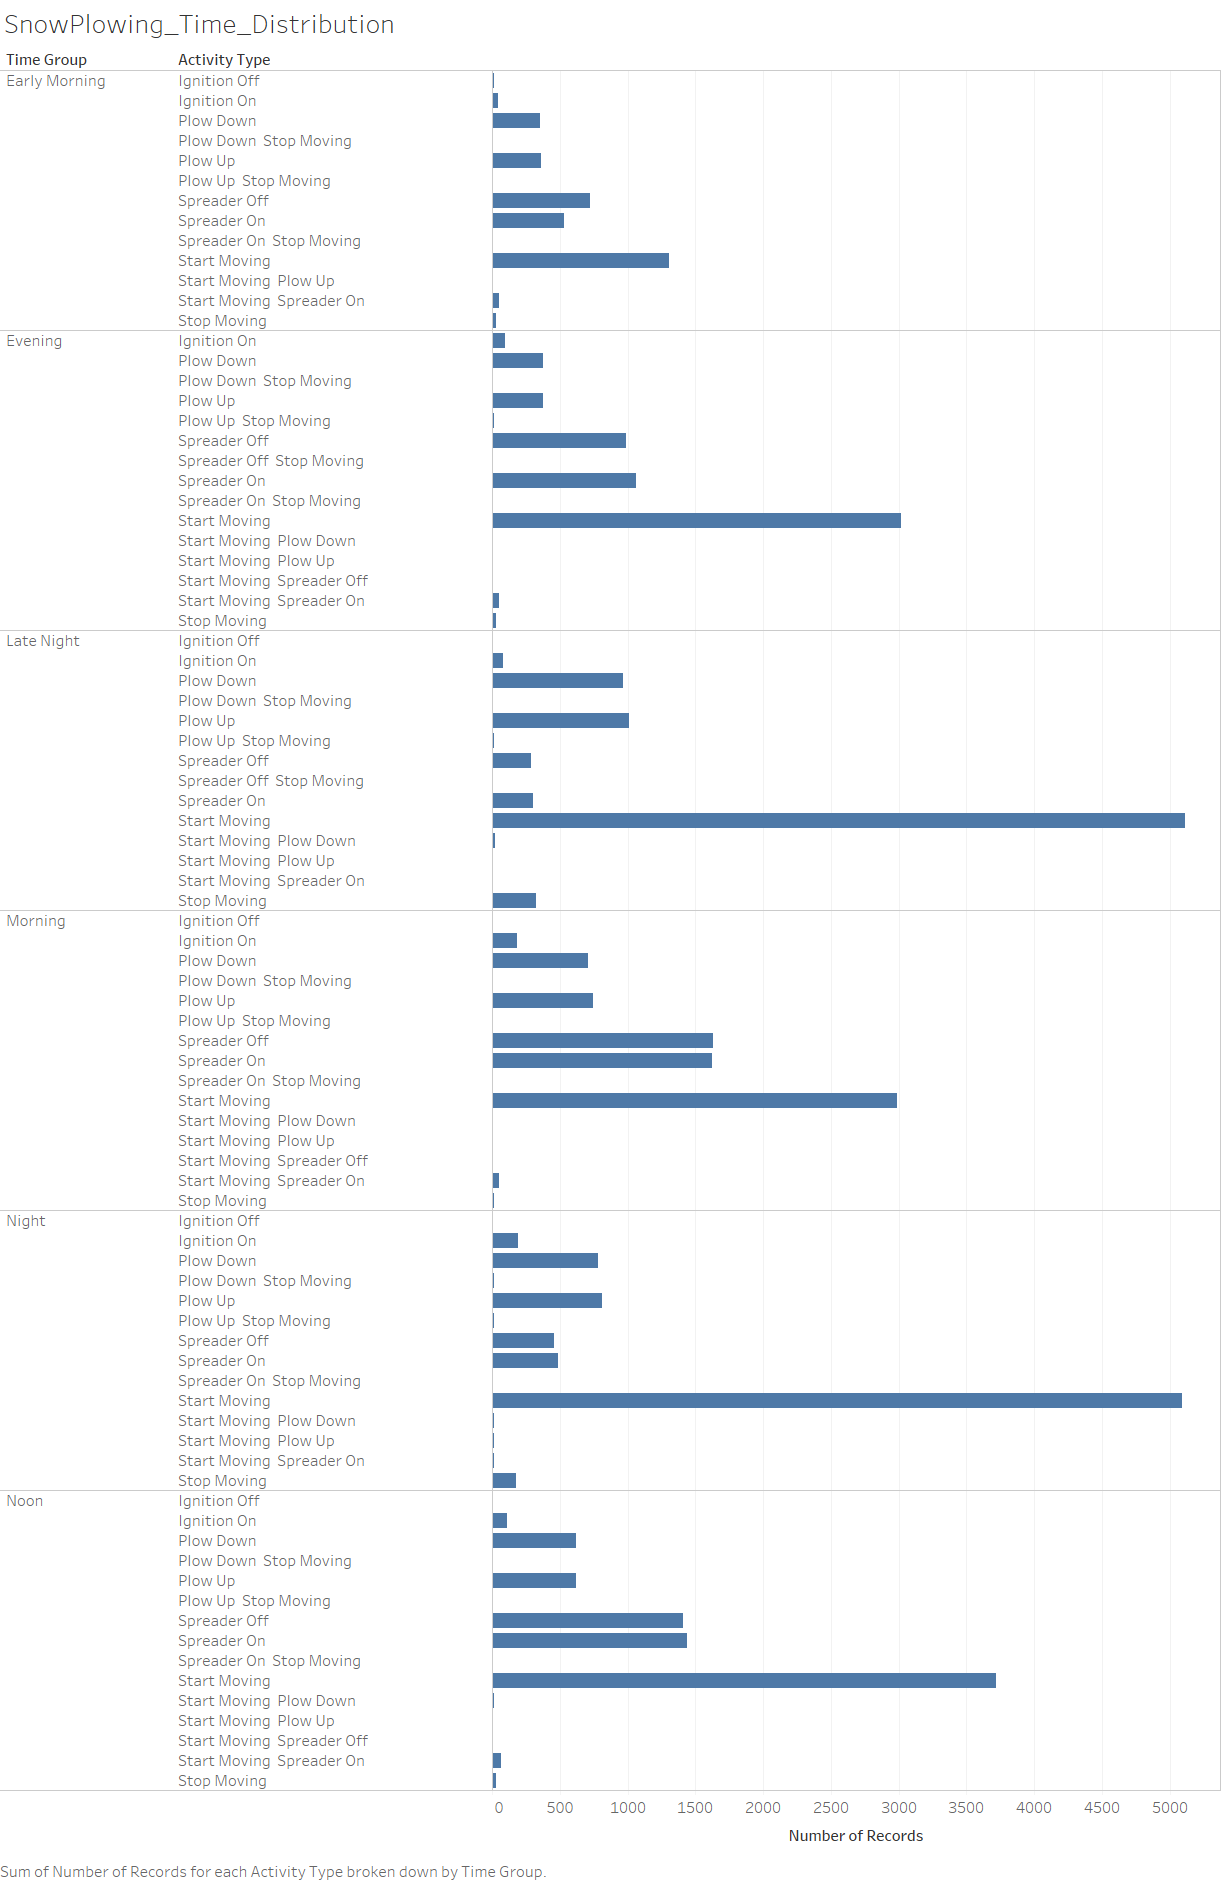 SnowPlowing_Time_Distribution
Time Group Activity Type
Early Morning Ignition Off
Ignition On
Plow Down
Plow Down Stop Moving
Plow Up
Plow Up Stop Moving
Spreader Off
Spreader On
Spreader On Stop Moving
Start Moving
Start Moving Plow Up
Start Moving Spreader On
Stop Moving
Evening Ignition On
Plow Down
Plow Down Stop Moving
Plow Up
Plow Up Stop Moving
Spreader Off
Spreader Off Stop Moving
Spreader On
Spreader On Stop Moving
Start Moving
Start Moving Plow Down
Start Moving Plow Up
Start Moving Spreader Off
Start Moving Spreader On
Stop Moving
Late Night Ignition Off
Ignition On
Plow Down
Plow Down Stop Moving
Plow Up
Plow Up Stop Moving
Spreader Off
Spreader Off Stop Moving
Spreader On
Start Moving
Start Moving Plow Down
Start Moving Plow Up
Start Moving Spreader On
Stop Moving
Morning Ignition Off
Ignition On
Plow Down
Plow Down Stop Moving
Plow Up
Plow Up Stop Moving
Spreader Off
Spreader On
Spreader On Stop Moving
Start Moving
Start Moving Plow Down
Start Moving Plow Up
Start Moving Spreader Off
Start Moving Spreader On
Stop Moving
Night Ignition Off
Ignition On
Plow Down
Plow Down Stop Moving
Plow Up
Plow Up Stop Moving
Spreader Off
Spreader On
Spreader On Stop Moving
Start Moving
Start Moving Plow Down
Start Moving Plow Up
Start Moving Spreader On
Stop Moving
Noon Ignition Off
Ignition On
Plow Down
Plow Down Stop Moving
Plow Up
Plow Up Stop Moving
Spreader Off
Spreader On
Spreader On Stop Moving
Start Moving
Start Moving Plow Down
Start Moving Plow Up
Start Moving Spreader Off
Start Moving Spreader On
Stop Moving
0 500 1000 1500 2000 2500 3000 3500 4000 4500 5000
Number of Records
Sum of Number of Records for each Activity Type broken down by Time Group.